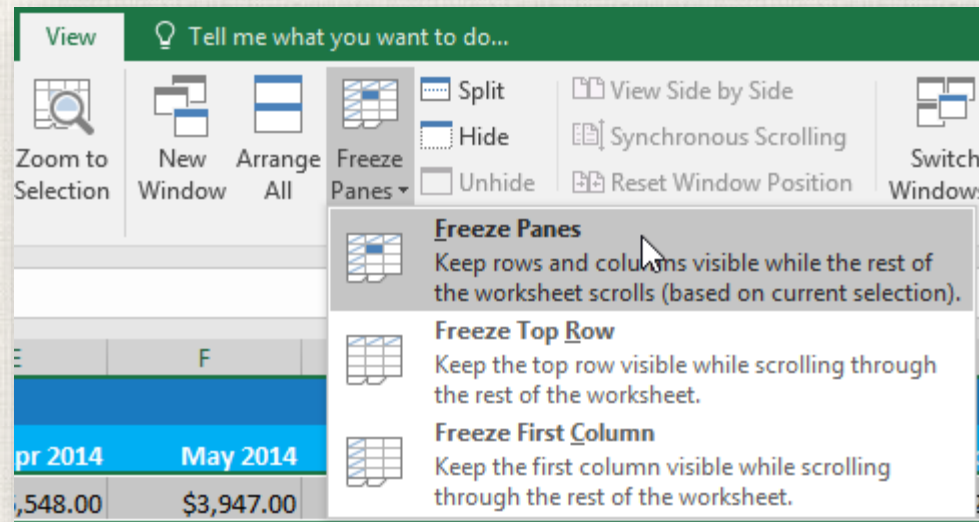 View
Tell me what you want to do...
Zoom to
Selection
New
Window
Arrange
All
Freeze
Panes
Split
Hide
Unhide
View Side by Side
Synchronous Scrolling
Reset Window Position
Switch
Windows
Freeze Panes
Keep rows and columns visible while the rest of
the worksheet scrolls (based on current selection).
Freeze Top Row
Keep the top row visible while scrolling through
the rest of the worksheet.
Freeze First Column
Keep the first column visible while scrolling
through the rest of the worksheet.
E
F
pr 2014
May 2014
,548.00
$3,947.00